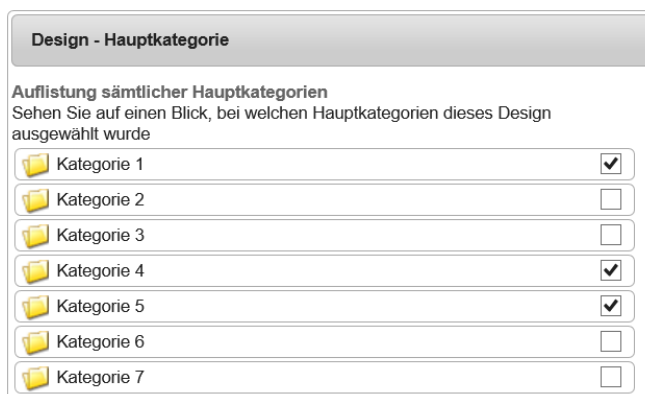 Design - Hauptkategorie
Auflistung sämtlicher Hauptkategorien
Sehen Sie auf einen Blick, bei welchen Hauptkategorien dieses Design
ausgewählt wurde
Kategorie 1
Kategorie 2
Kategorie 3
Kategorie 4
Kategorie 5
Kategorie 6
Kategorie 7